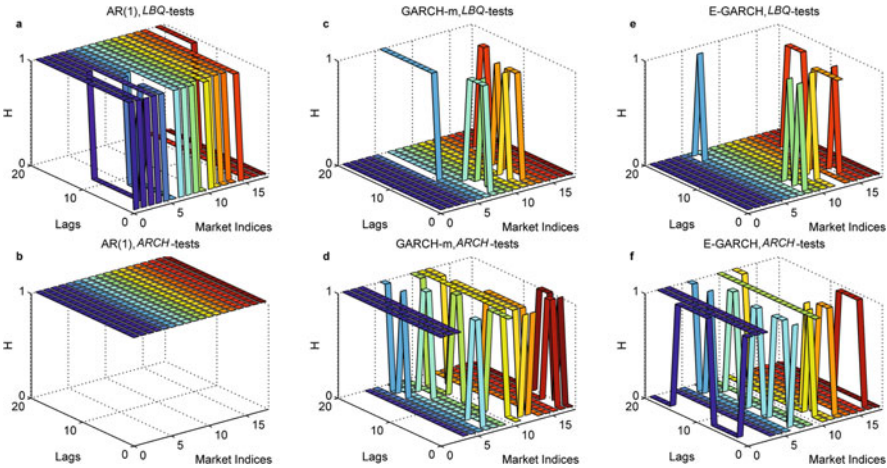 a
AR(1), LBQ-tests
1
H
0
20
10
0
Lags
0
5
10
15
Market Indices
c
GARCH-m, LBQ-tests
1
H
0
20
10
0
Lags
0
5
10
15
Market Indices
e
E-GARCH, LBQ-tests
1
H
0
20
10
0
Lags
0
5
10
15
Market Indices
b
AR(1), ARCH-tests
1
H
0
20
10
0
Lags
0
5
10
15
Market Indices
d
GARCH-m, ARCH-tests
1
H
0
20
10
0
Lags
0
5
10
15
Market Indices
f
E-GARCH, ARCH-tests
1
H
0
20
10
0
Lags
0
5
10
15
Market Indices